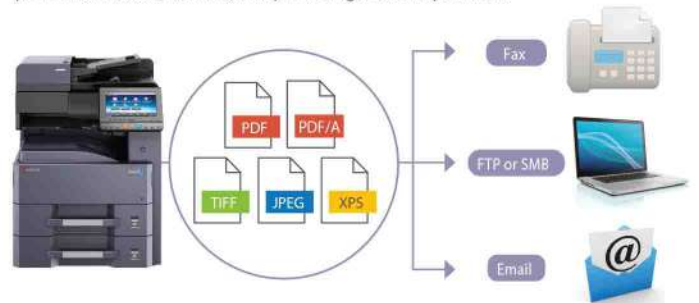 Fax
PDF
PDF/A
FTP or SMB
TIFF
JPEG
XPS
Email
@